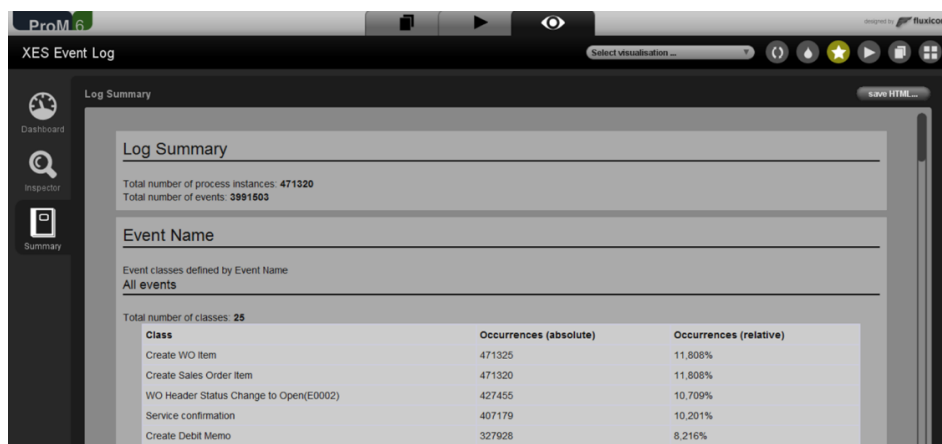 ProM 6
designed by fluxicon
XES Event Log
Select visualisation ...
Dashboard
Inspector
Summary
Log Summary
save HTML...
Log Summary
Total number of process instances: 471320
Total number of events: 3991503
Event Name
Event classes defined by Event Name
All events
Total number of classes: 25
Class Occurrences (absolute) Occurrences (relative)
Create WO Item 471325 11,808%
Create Sales Order Item 471320 11,808%
WO Header Status Change to Open(E0002) 427455 10,709%
Service confirmation 407179 10,201%
Create Debit Memo 327928 8,216%